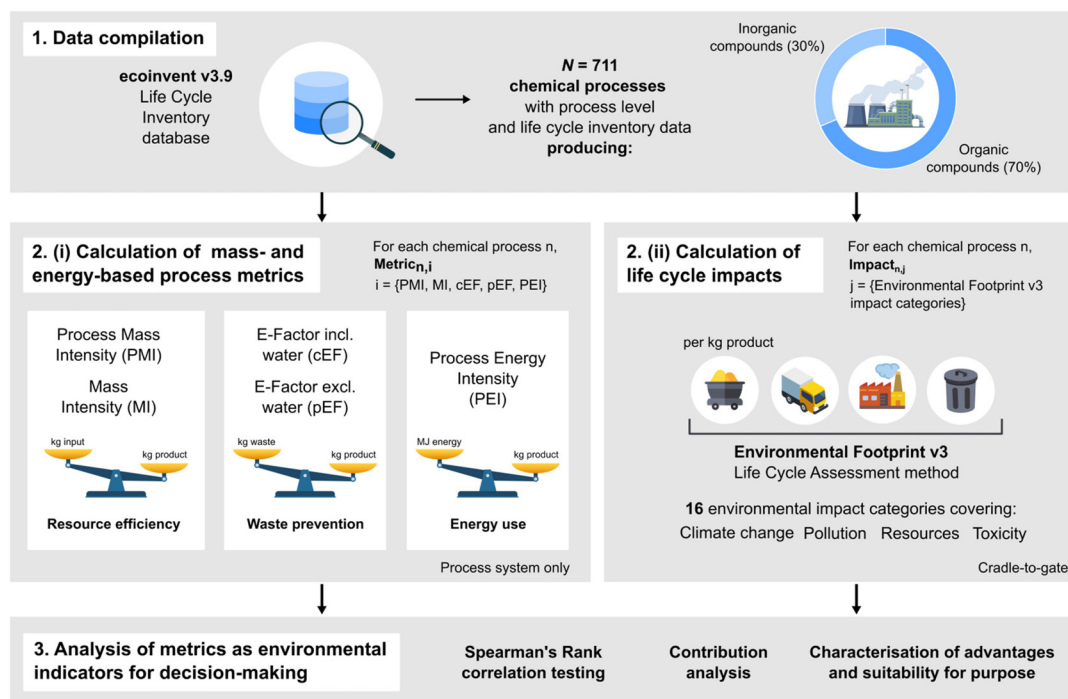 1. Data compilation
ecoinvent v3.9
Life Cycle
Inventory
database
N = 711
chemical processes
with process level
and life cycle inventory data
producing:
Inorganic
compounds (30%)
Organic
compounds (70%)
2. (i) Calculation of mass- and
energy-based process metrics
For each chemical process n,
Metricn,i
i = {PMI, MI, cEF, pEF, PEI}
Process Mass
Intensity (PMI)
Mass
Intensity (MI)
kg input
kg product
Resource efficiency
E-Factor incl.
water (cEF)
E-Factor excl.
water (pEF)
kg waste
kg product
Waste prevention
Process Energy
Intensity
(PEI)
MJ energy
kg product
Energy use
Process system only
2. (ii) Calculation of
life cycle impacts
For each chemical process n,
Impactn,j
j = {Environmental Footprint v3
impact categories}
per kg product
Environmental Footprint v3
Life Cycle Assessment method
16 environmental impact categories covering:
Climate change Pollution Resources Toxicity
Cradle-to-gate
3. Analysis of metrics as environmental
indicators for decision-making
Spearman's Rank
correlation testing
Contribution
analysis
Characterisation of advantages
and suitability for purpose